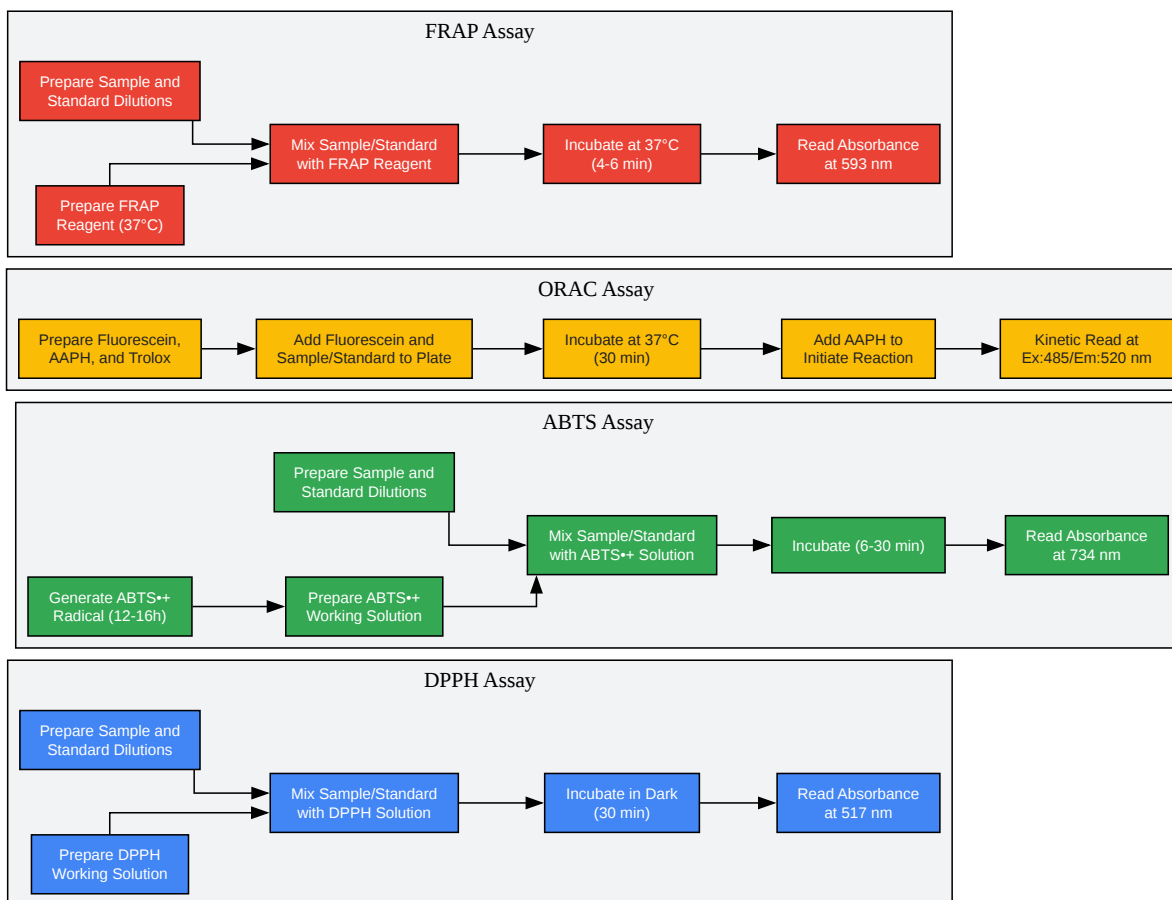 FRAP Assay
Prepare Sample and
Standard Dilutions
Prepare FRAP
Reagent (37°C)
Mix Sample/Standard
with FRAP Reagent
Incubate at 37°C
(4-6 min)
Read Absorbance
at 593 nm
ORAC Assay
Prepare Fluorescein,
AAPH, and Trolox
Add Fluorescein and
Sample/Standard to Plate
Incubate at 37°C
(30 min)
Add AAPH to
Initiate Reaction
Kinetic Read at
Ex:485/Em:520 nm
ABTS Assay
Prepare Sample and
Standard Dilutions
Generate ABTS•+
Radical (12-16h)
Prepare ABTS•+
Working Solution
Mix Sample/Standard
with ABTS•+ Solution
Incubate (6-30 min)
Read Absorbance
at 734 nm
DPPH Assay
Prepare Sample and
Standard Dilutions
Prepare DPPH
Working Solution
Mix Sample/Standard
with DPPH Solution
Incubate in Dark
(30 min)
Read Absorbance
at 517 nm